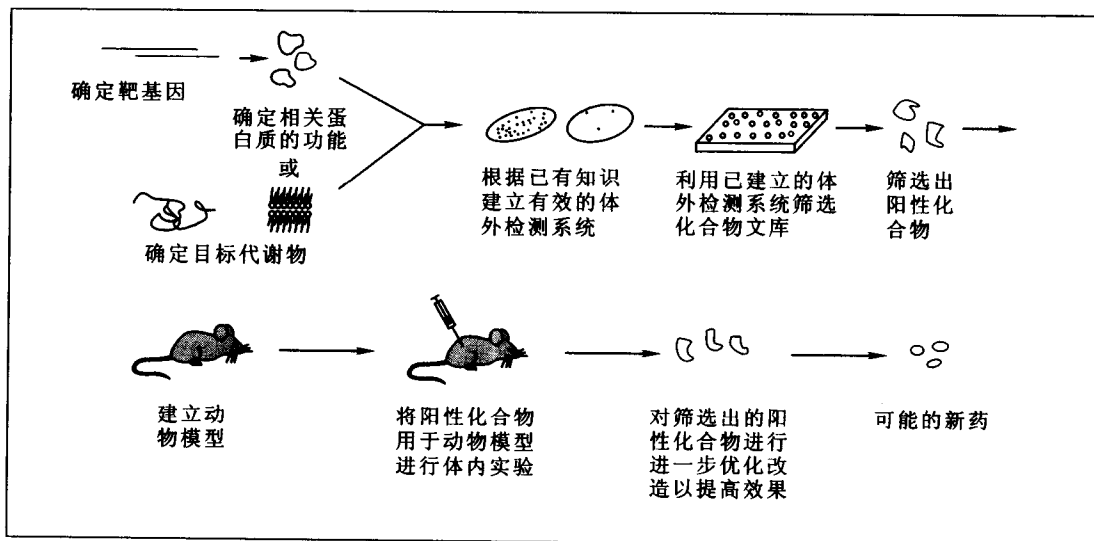 确定靶基因
确定相关蛋
白质的功能
或
确定目标代谢物
根据已有知识
建立有效的体
外检测系统
利用已建立的体
外检测系统筛选
化合物文库
筛选出
阳性化
合物
建立动
物模型
将阳性化合物
用于动物模型
进行体内实验
对筛选出的阳
性化合物进行
进一步优化改
造以提高效果
可能的新药